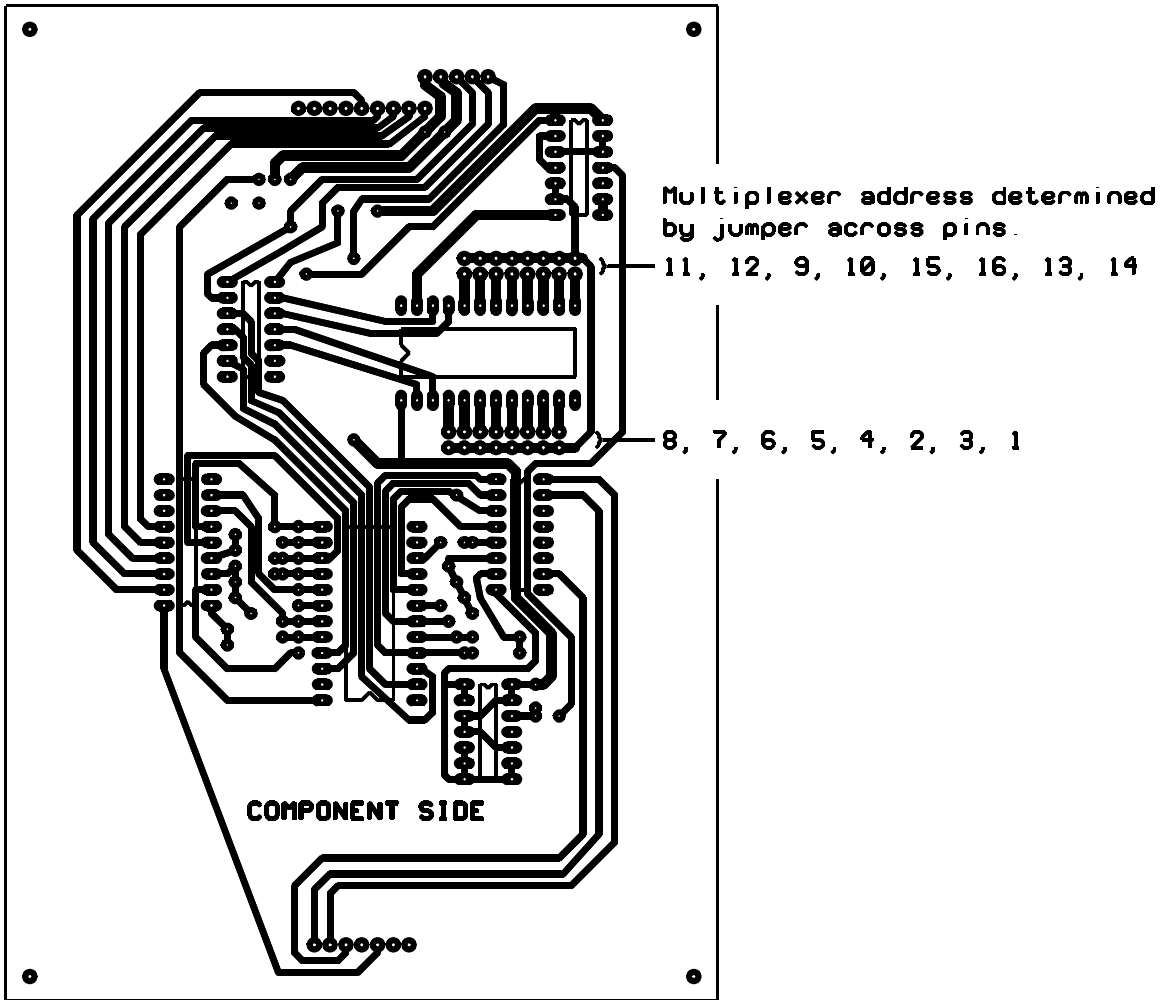 Multiplexer address determined
by jumper across pins.
11, 12, 9, 10, 15, 16, 13, 14
8, 7, 6, 5, 4, 2, 3, 1
COMPONENT SIDE